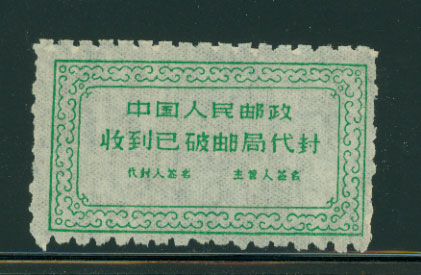 中国人民邮政
收到已破邮局代封
代封人签名 主管人签名